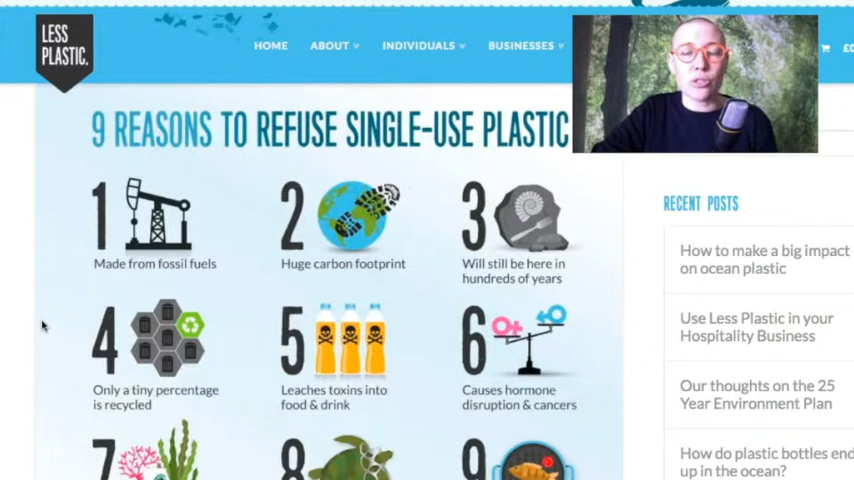 LESS
PLASTIC.
HOME
ABOUT
INDIVIDUALS
BUSINESSES
£0
9 REASONS TO REFUSE SINGLE-USE PLASTIC
1
Made from fossil fuels
2
Huge carbon footprint
3
Will still be here in
hundreds of years
4
Only a tiny percentage
is recycled
5
Leaches toxins into
food & drink
6
Causes hormone
disruption & cancers
7
8
9
RECENT POSTS
How to make a big impact
on ocean plastic
Use Less Plastic in your
Hospitality Business
Our thoughts on the 25
Year Environment Plan
How do plastic bottles end
up in the ocean?